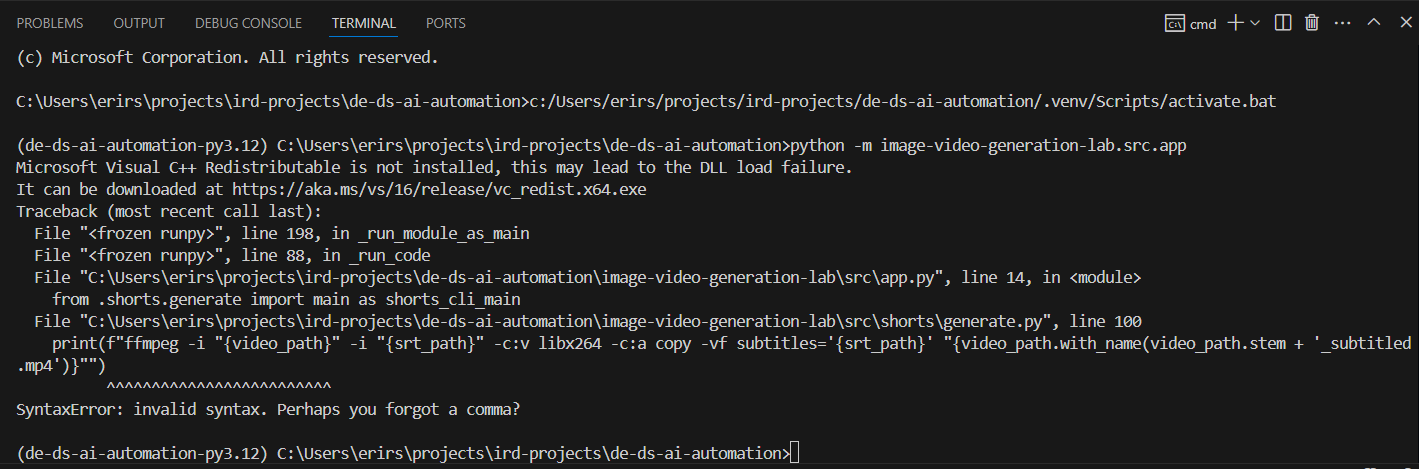 PROBLEMS OUTPUT DEBUG CONSOLE TERMINAL PORTS cmd
(c) Microsoft Corporation. All rights reserved.
C:\Users\erirs\projects\ird-projects\de-ds-ai-automation>c:/Users/erirs/projects/ird-projects/de-ds-ai-automation/.venv/Scripts/activate.bat
(de-ds-ai-automation-py3.12) C:\Users\erirs\projects\ird-projects\de-ds-ai-automation>python -m image-video-generation-lab.src.app
Microsoft Visual C++ Redistributable is not installed, this may lead to the DLL load failure.
It can be downloaded at https://aka.ms/vs/16/release/vc_redist.x64.exe
Traceback (most recent call last):
  File "<frozen runpy>", line 198, in _run_module_as_main
  File "<frozen runpy>", line 88, in _run_code
  File "C:\Users\erirs\projects\ird-projects\de-ds-ai-automation\image-video-generation-lab\src\app.py", line 14, in <module>
    from .shorts.generate import main as shorts_cli_main
  File "C:\Users\erirs\projects\ird-projects\de-ds-ai-automation\image-video-generation-lab\src\shorts\generate.py", line 100
    print(f"ffmpeg -i "{video_path}" -i "{srt_path}" -c:v libx264 -c:a copy -vf subtitles='{srt_path}' "{video_path.with_name(video_path.stem + '_subtitled
.mp4')}"")
          ^^^^^^^^^^^^^^^^^^^^^^^^^
SyntaxError: invalid syntax. Perhaps you forgot a comma?
(de-ds-ai-automation-py3.12) C:\Users\erirs\projects\ird-projects\de-ds-ai-automation>